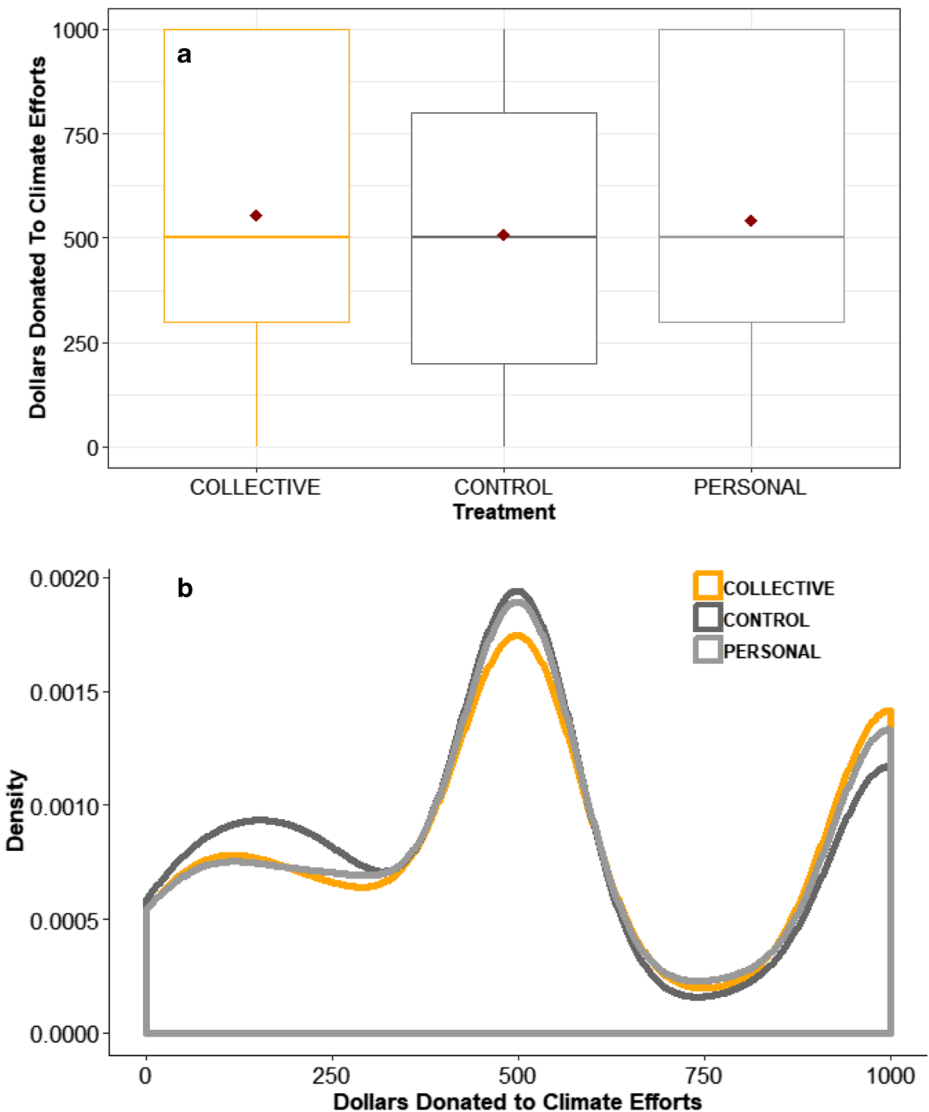 a
Dollars Donated To Climate Efforts
1000
750
500
250
0
COLLECTIVE CONTROL PERSONAL
Treatment
b
COLLECTIVE
CONTROL
PERSONAL
Density
0.0020
0.0015
0.0010
0.0005
0.0000
0 250 500 750 1000
Dollars Donated to Climate Efforts